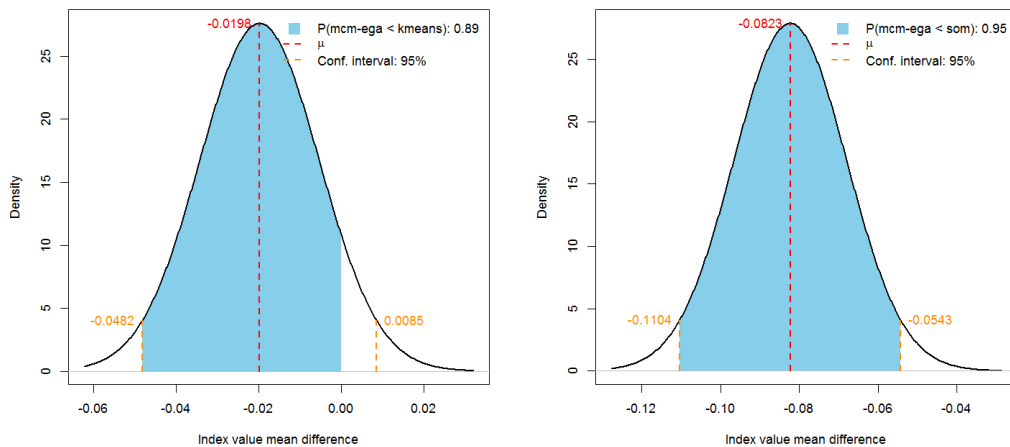 -0.0198
P(mcm-ega < kmeans): 0.89
μ
Conf. interval: 95%
-0.0482
0.0085
Density
0
5
10
15
20
25
-0.06
-0.04
-0.02
0.00
0.02
Index value mean difference
-0.0823
P(mcm-ega < som): 0.95
μ
Conf. interval: 95%
-0.1104
-0.0543
Density
0
5
10
15
20
25
-0.12
-0.10
-0.08
-0.06
-0.04
Index value mean difference